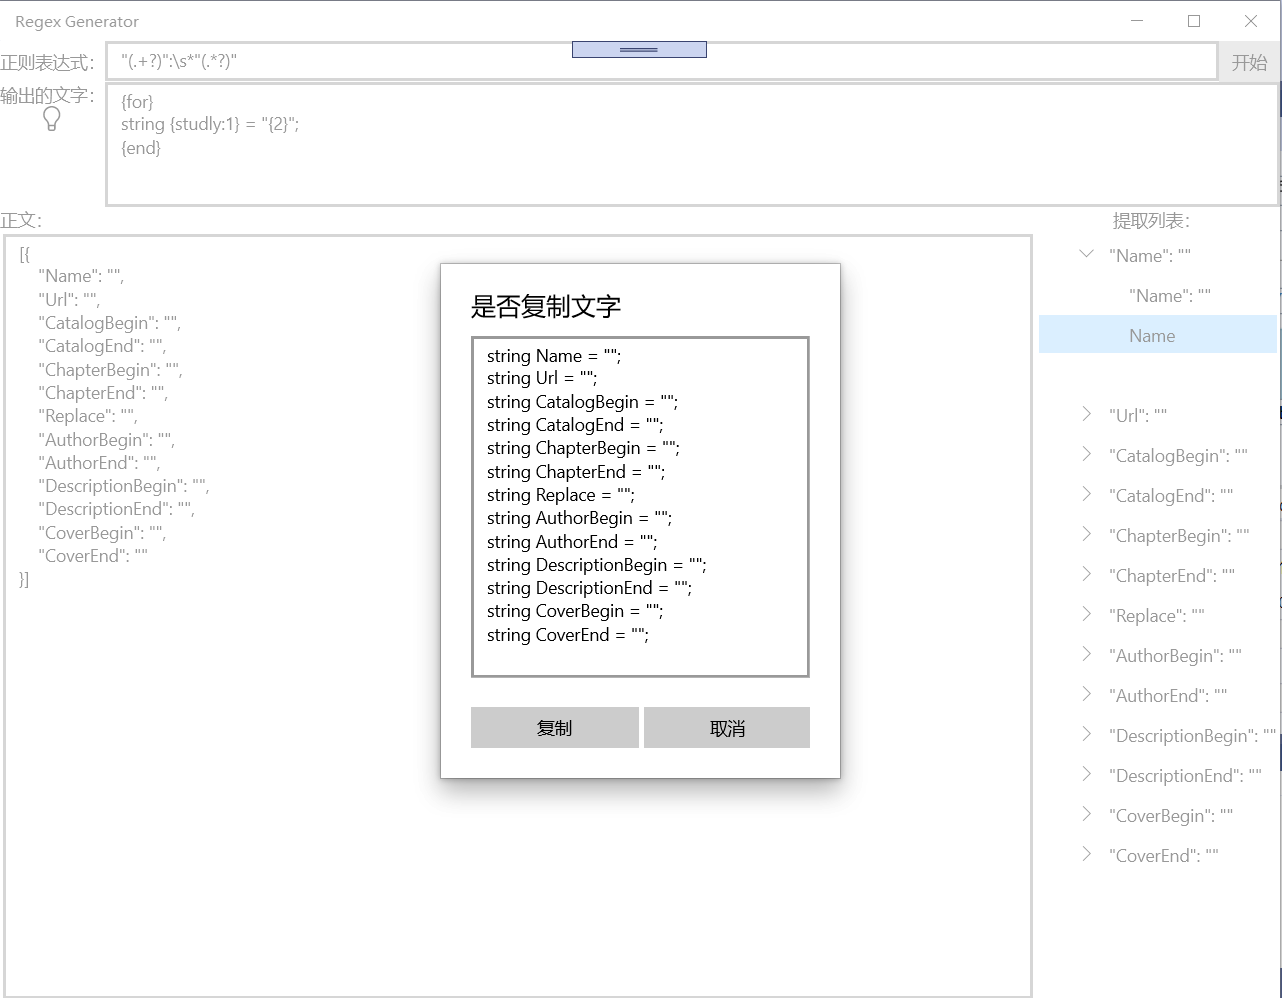 Regex Generator
正则表达式：
"(.+?)":\s*"(.*?)"
开始
输出的文字：
{for}
string {studly:1} = "{2}";
{end}
正文：
[{
"Name": "",
"Url": "",
"CatalogBegin": "",
"CatalogEnd": "",
"ChapterBegin": "",
"ChapterEnd": "",
"Replace": "",
"AuthorBegin": "",
"AuthorEnd": "",
"DescriptionBegin": "",
"DescriptionEnd": "",
"CoverBegin": "",
"CoverEnd": ""
}]
是否复制文字
string Name = "";
string Url = "";
string CatalogBegin = "";
string CatalogEnd = "";
string ChapterBegin = "";
string ChapterEnd = "";
string Replace = "";
string AuthorBegin = "";
string AuthorEnd = "";
string DescriptionBegin = "";
string DescriptionEnd = "";
string CoverBegin = "";
string CoverEnd = "";
复制
取消
提取列表：
"Name": ""
"Name": ""
Name
"Url": ""
"CatalogBegin": ""
"CatalogEnd": ""
"ChapterBegin": ""
"ChapterEnd": ""
"Replace": ""
"AuthorBegin": ""
"AuthorEnd": ""
"DescriptionBegin": ""
"DescriptionEnd": ""
"CoverBegin": ""
"CoverEnd": ""